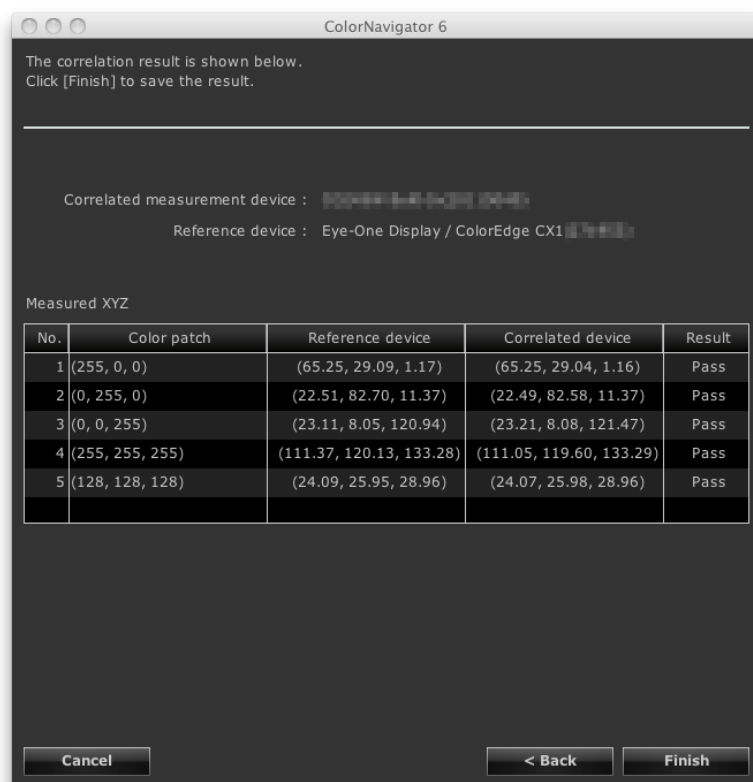 ColorNavigator 6
The correlation result is shown below.
Click [Finish] to save the result.
Correlated measurement device :
Reference device : Eye-One Display / ColorEdge CX1
Measured XYZ
No. Color patch Reference device Correlated device Result
1 (255, 0, 0) (65.25, 29.09, 1.17) (65.25, 29.04, 1.16) Pass
2 (0, 255, 0) (22.51, 82.70, 11.37) (22.49, 82.58, 11.37) Pass
3 (0, 0, 255) (23.11, 8.05, 120.94) (23.21, 8.08, 121.47) Pass
4 (255, 255, 255) (111.37, 120.13, 133.28) (111.05, 119.60, 133.29) Pass
5 (128, 128, 128) (24.09, 25.95, 28.96) (24.07, 25.98, 28.96) Pass
Cancel < Back Finish